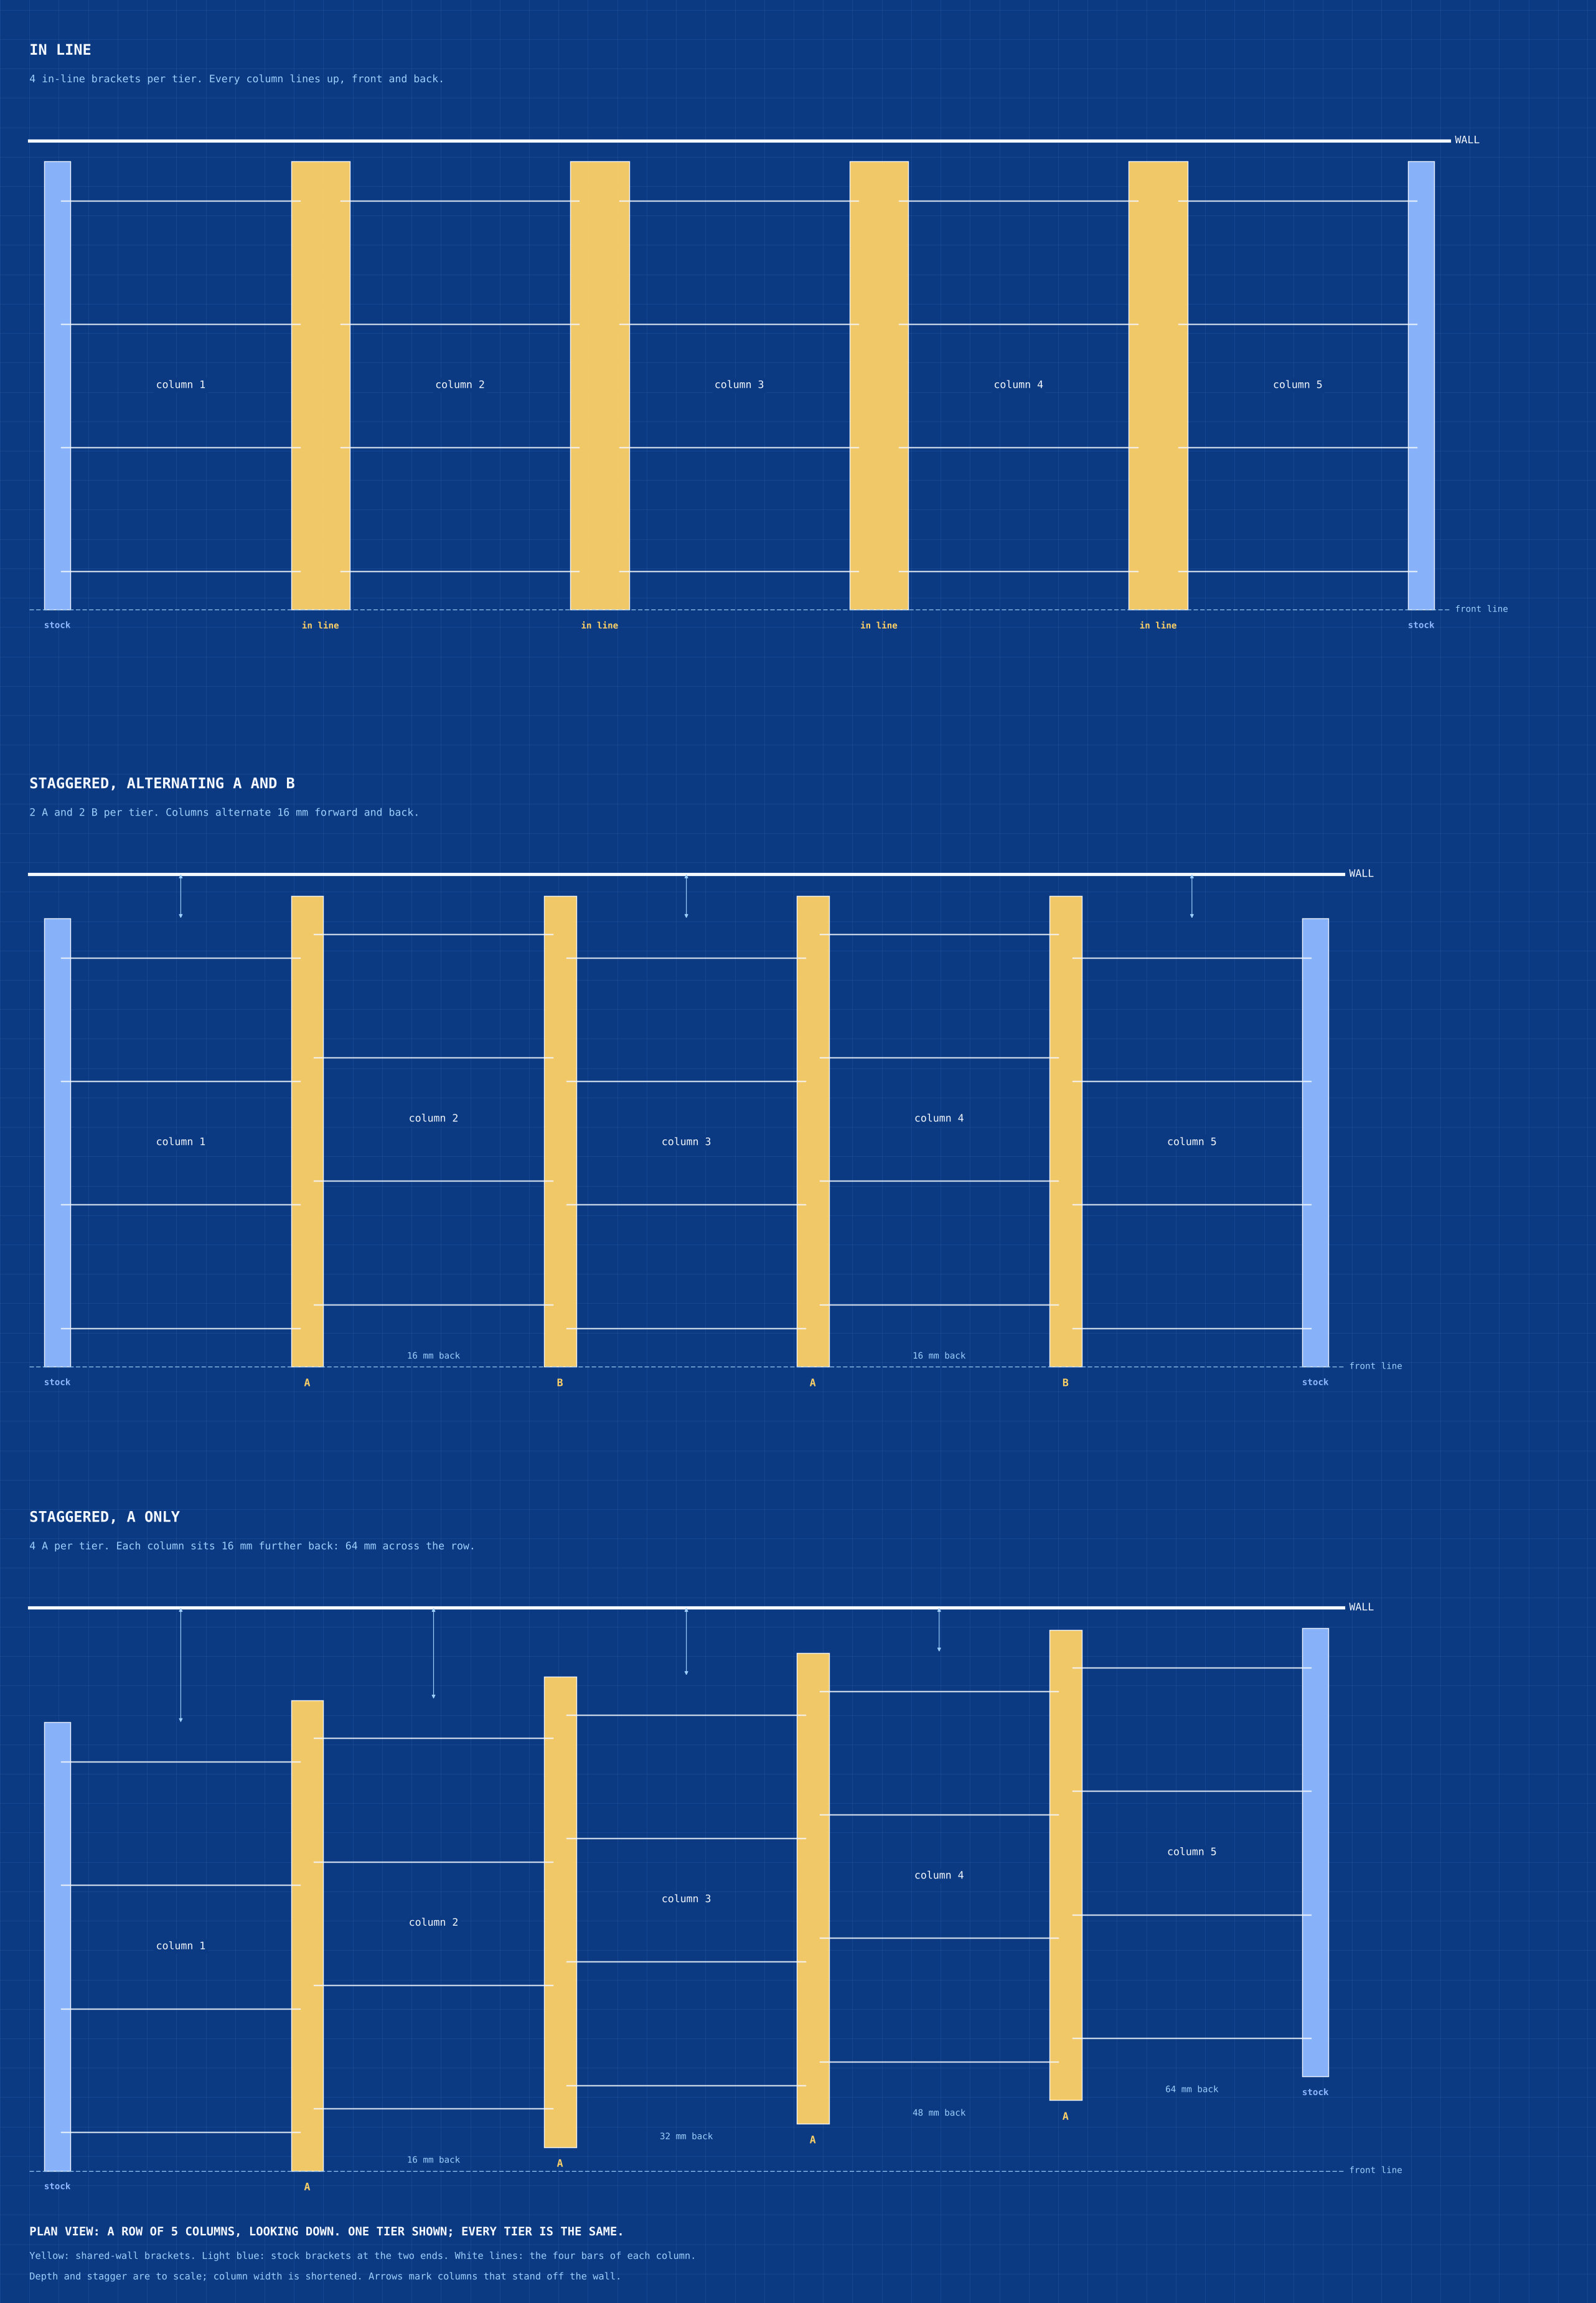 IN LINE
4 in-line brackets per tier. Every column lines up, front and back.
WALL
column 1
column 2
column 3
column 4
column 5
front line
stock
in line
in line
in line
in line
stock
STAGGERED, ALTERNATING A AND B
2 A and 2 B per tier. Columns alternate 16 mm forward and back.
WALL
column 2
column 4
column 1
column 3
column 5
16 mm back
16 mm back
front line
stock
A
B
A
B
stock
STAGGERED, A ONLY
4 A per tier. Each column sits 16 mm further back: 64 mm across the row.
WALL
column 5
column 4
column 3
column 2
column 1
64 mm back
stock
48 mm back
A
32 mm back
A
16 mm back
A
front line
stock
A
PLAN VIEW: A ROW OF 5 COLUMNS, LOOKING DOWN. ONE TIER SHOWN; EVERY TIER IS THE SAME.
Yellow: shared-wall brackets. Light blue: stock brackets at the two ends. White lines: the four bars of each column.
Depth and stagger are to scale; column width is shortened. Arrows mark columns that stand off the wall.